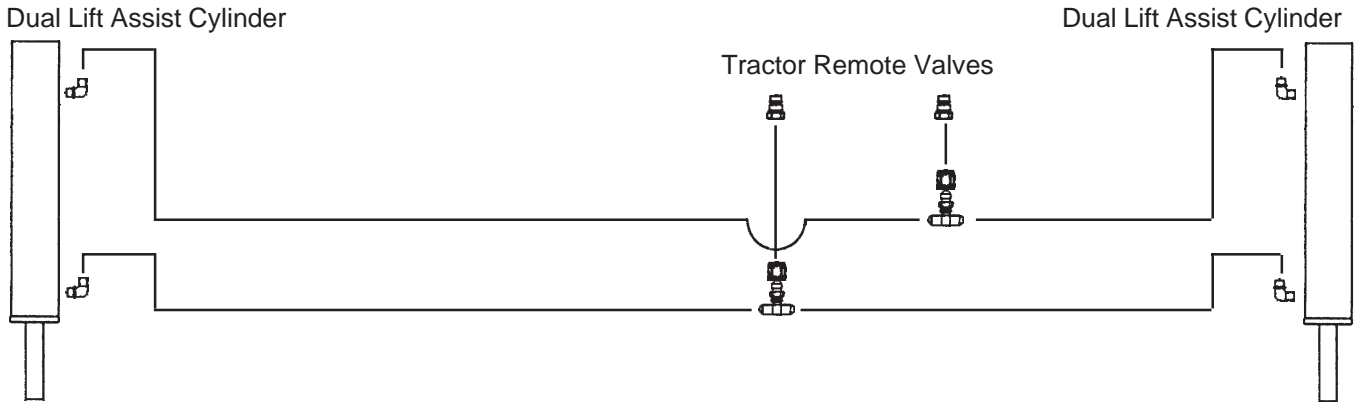 Dual Lift Assist Cylinder
Dual Lift Assist Cylinder
Tractor Remote Valves